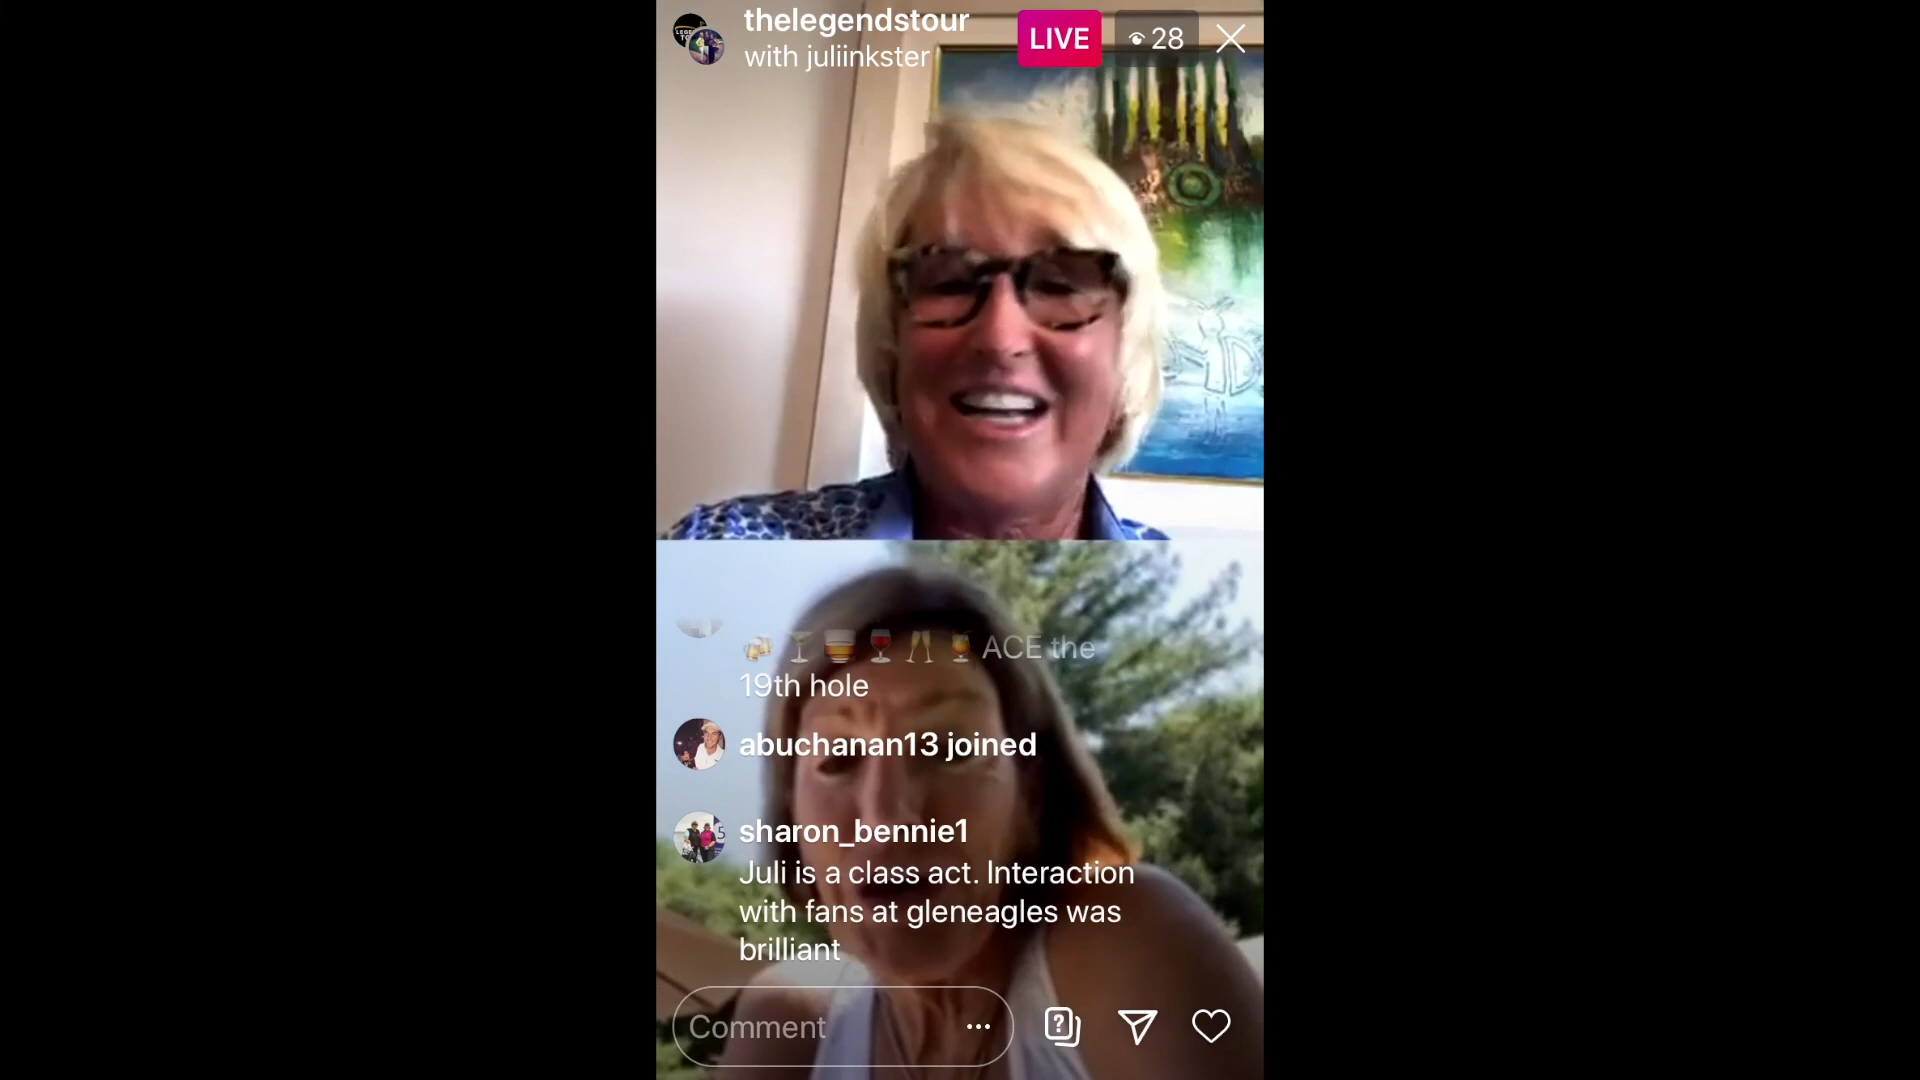 thelegendstour
with juliinkster
LIVE
28
ACE the
19th hole
abuchanan13 joined
sharon_bennie1
Juli is a class act. Interaction
with fans at gleneagles was
brilliant
Comment